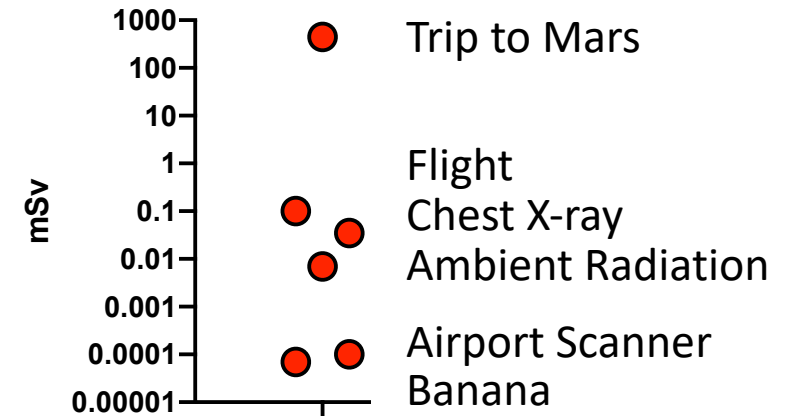 1000
Trip to Mars
100
10
1
Flight
0.1
Chest X-ray
mSv
0.01
Ambient Radiation
0.001
0.0001
Airport Scanner
0.00001
Banana